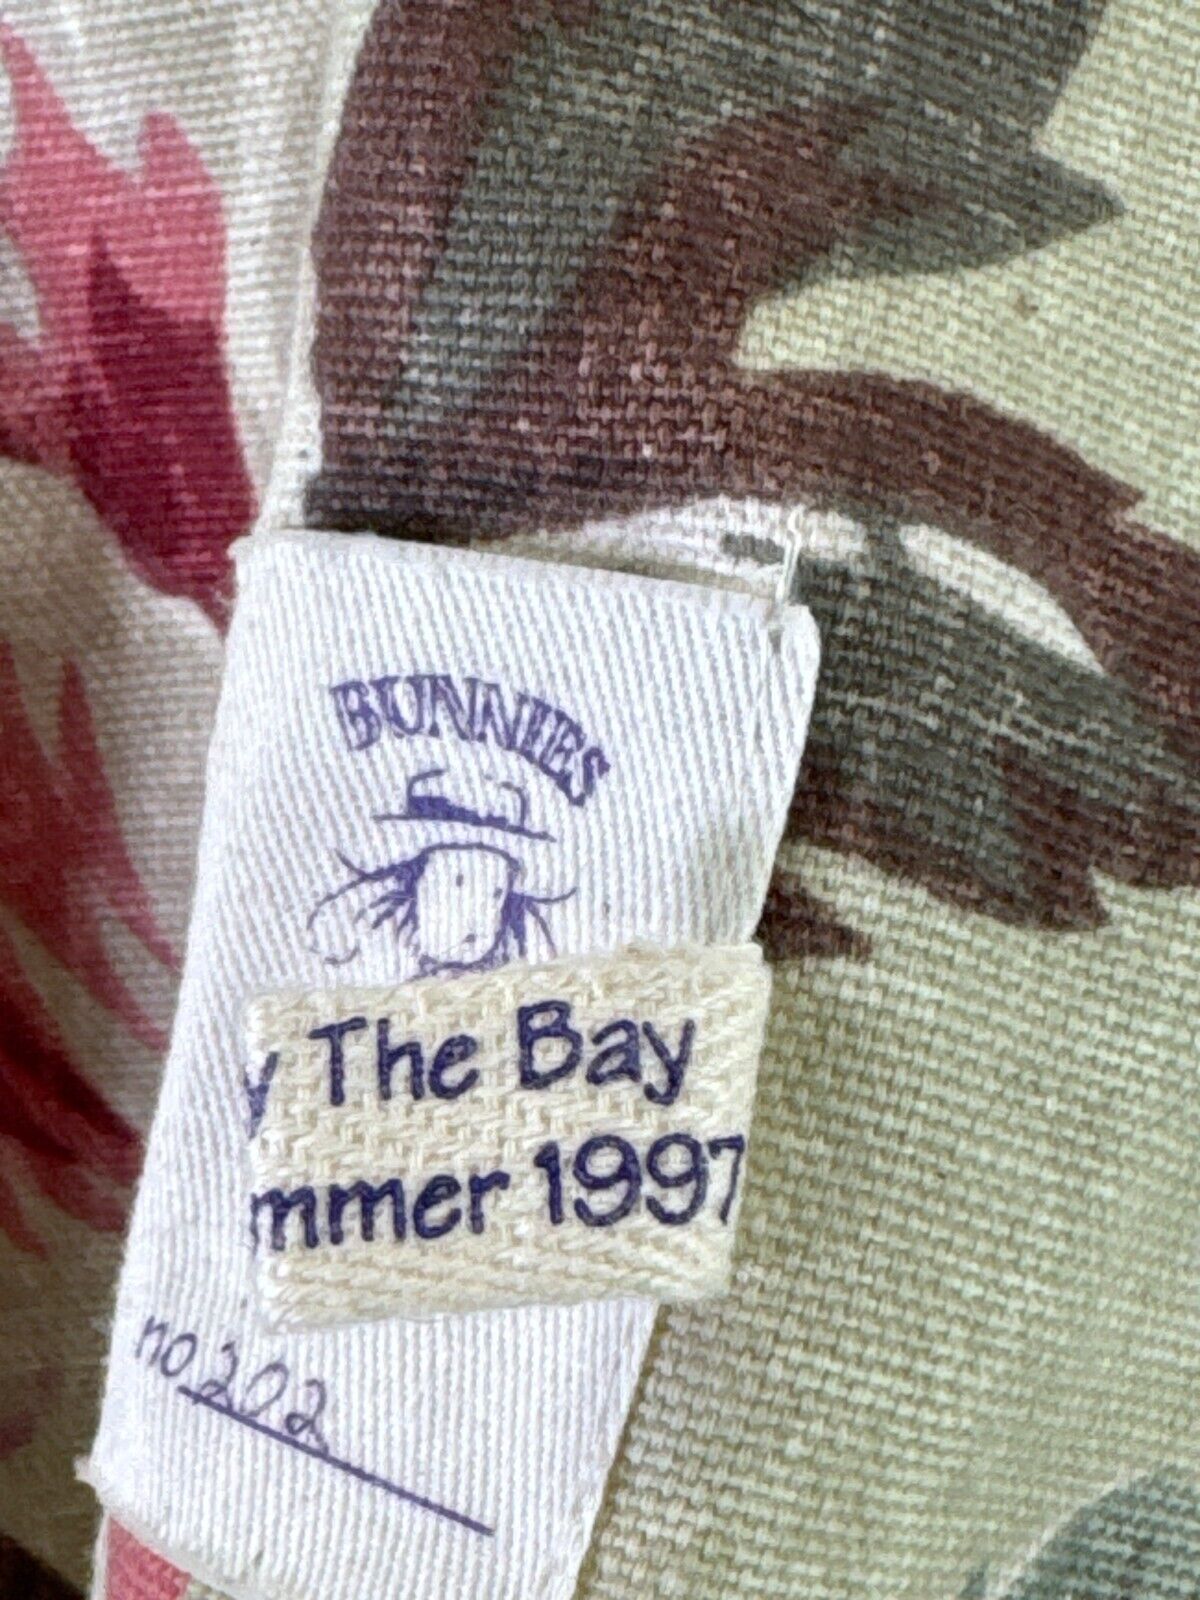 BUNNIES
y The Bay
mmer 1997
no 202